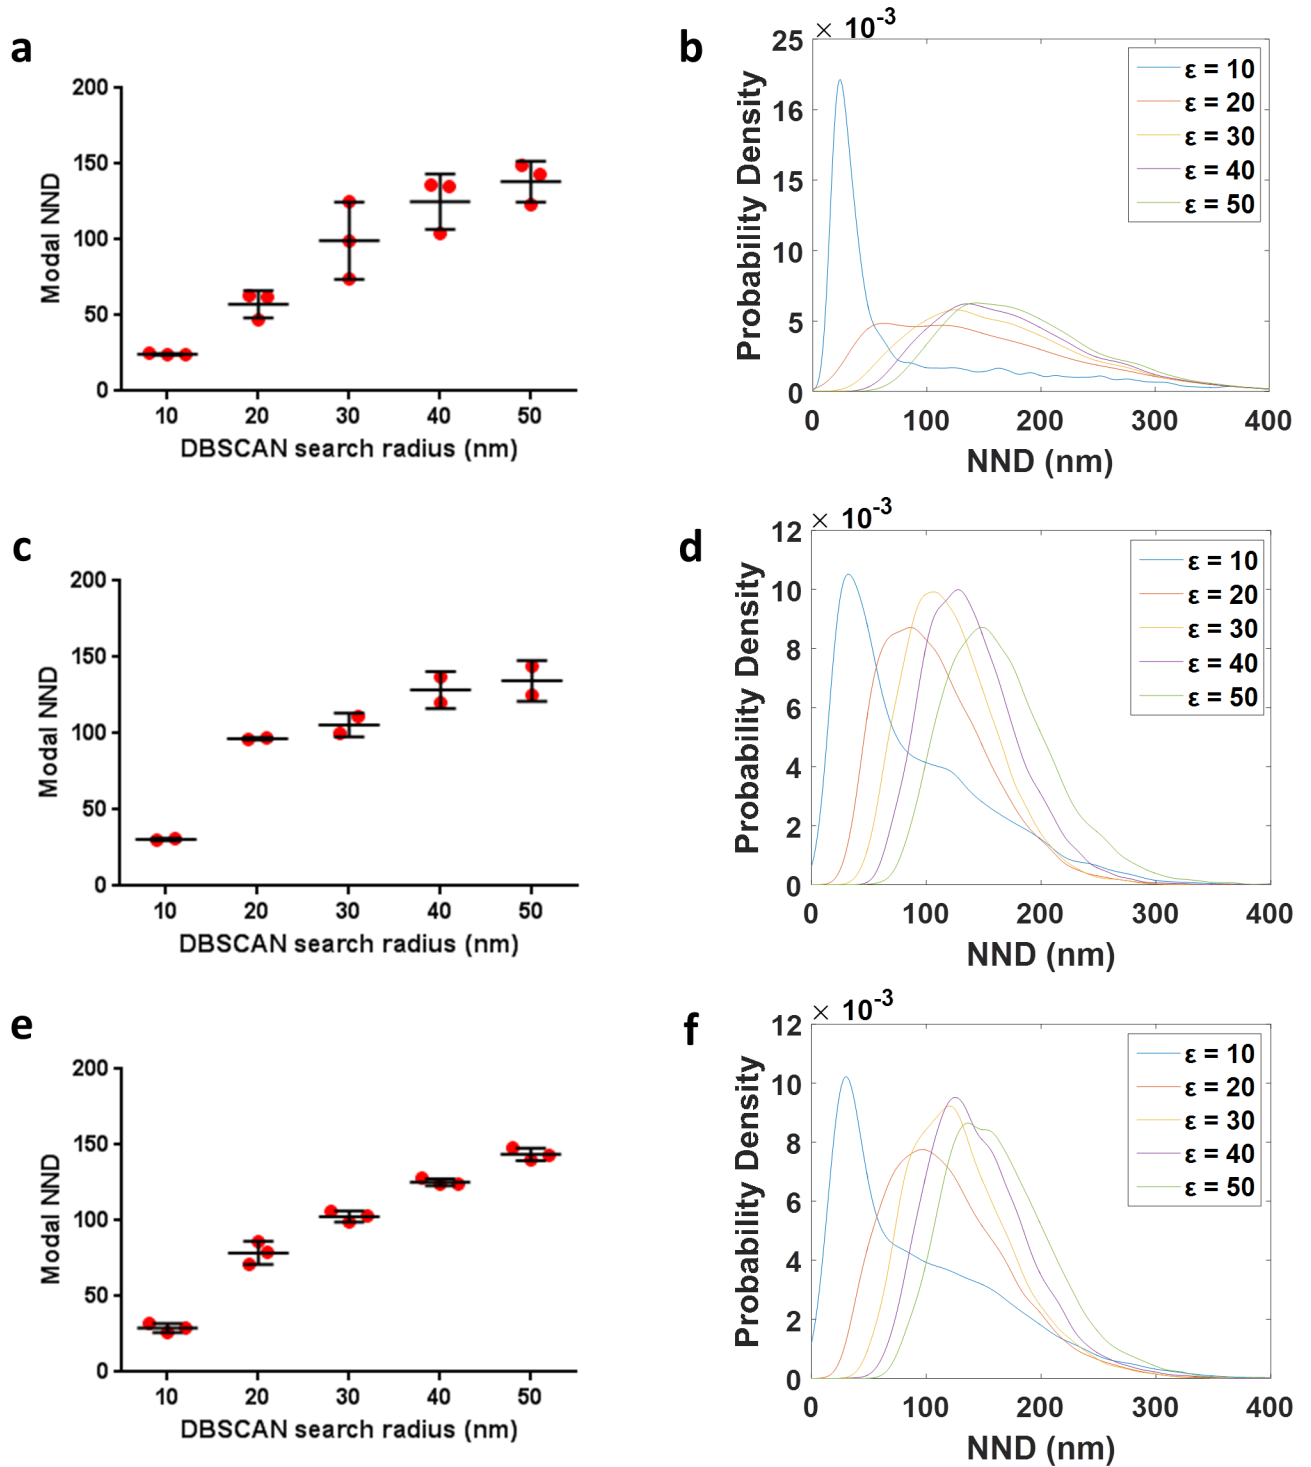 a
200
150
100
50
0
Modal NND
10 20 30 40 50
DBSCAN search radius (nm)
b
× 10-3
25
16
15
10
5
0
Probability Density
ε = 10
ε = 20
ε = 30
ε = 40
ε = 50
0 100 200 300 400
NND (nm)
c
200
150
100
50
0
Modal NND
10 20 30 40 50
DBSCAN search radius (nm)
d
× 10-3
12
10
8
6
4
2
0
Probability Density
ε = 10
ε = 20
ε = 30
ε = 40
ε = 50
0 100 200 300 400
NND (nm)
e
200
150
100
50
0
Modal NND
10 20 30 40 50
DBSCAN search radius (nm)
f
× 10-3
12
10
8
6
4
2
0
Probability Density
ε = 10
ε = 20
ε = 30
ε = 40
ε = 50
0 100 200 300 400
NND (nm)